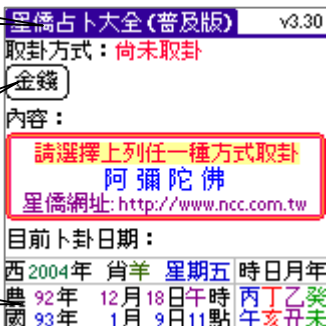 星僑占卜大全(普及版) v3.30
取卦方式：尚未取卦
金錢
內容：
請選擇上列任一種方式取卦
阿彌陀佛
星僑網址: http://www.ncc.com.tw
目前卜卦日期：
西2004年 肖羊 星期五 時日月年
農 92年 12月18日午時 丙丁乙癸
國 93年 1月 9日11點 午亥丑未